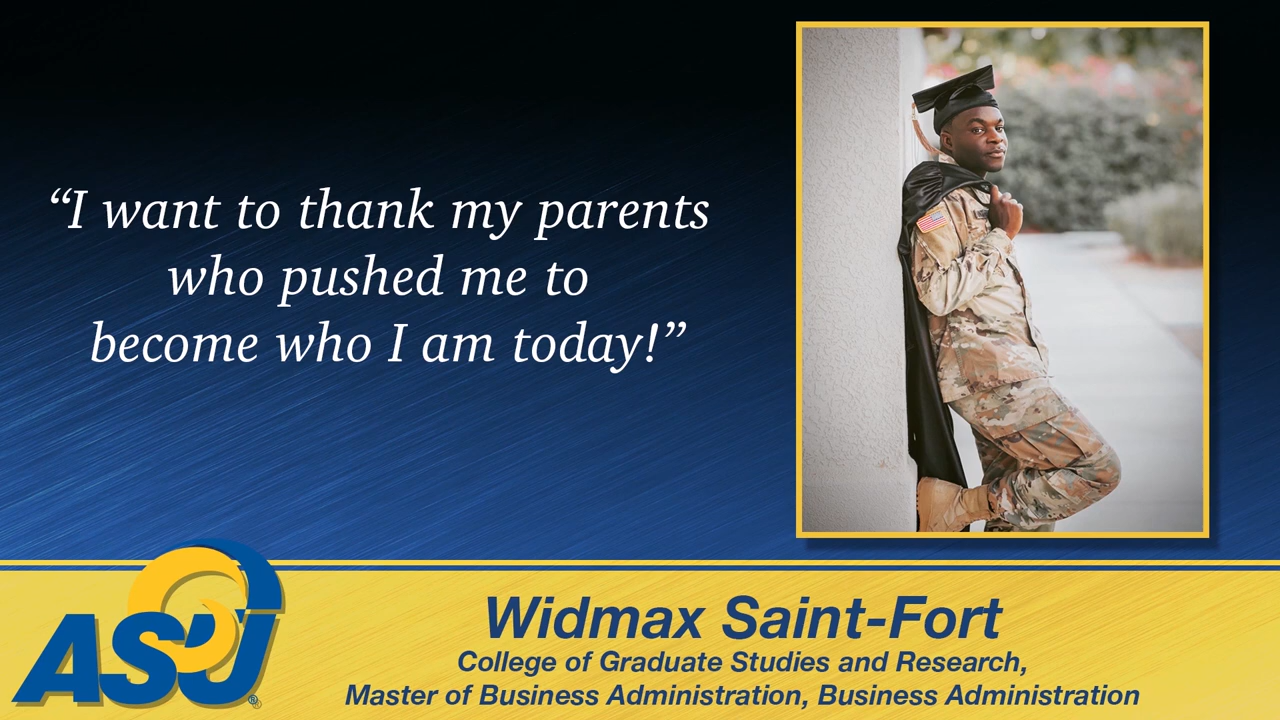 “I want to thank my parents
who pushed me to
become who I am today!”
ASU
®
Widmax Saint-Fort
College of Graduate Studies and Research,
Master of Business Administration, Business Administration